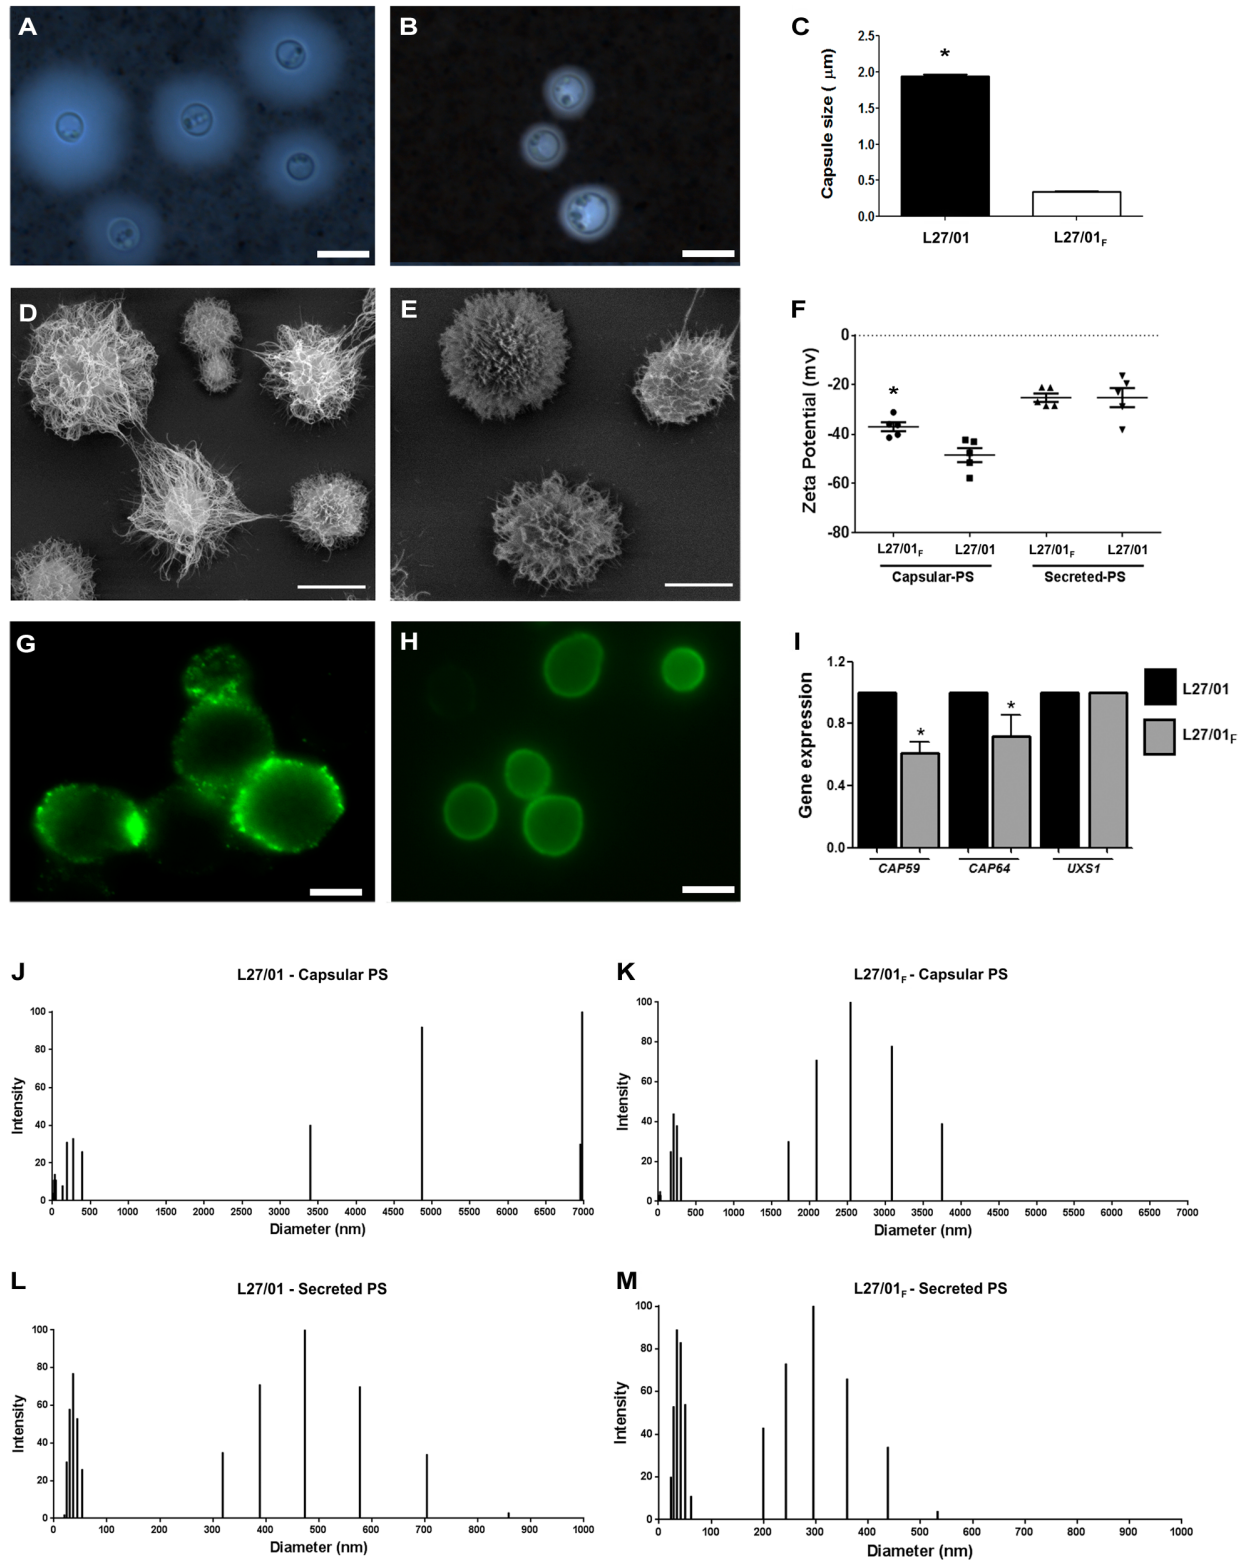 A
B
C
2.5
2.0
1.5
1.0
0.5
0.0
Capsule size ( μm)
*
L27/01
L27/01F
D
E
F
0
-20
-40
-60
-80
Zeta Potential (mv)
*
L27/01F
L27/01
L27/01F
L27/01
Capsular-PS
Secreted-PS
G
H
I
1.2
0.8
0.4
0.0
Gene expression
*
*
CAP59
CAP64
UXS1
L27/01
L27/01F
J
L27/01 - Capsular PS
100
80
60
40
20
0
Intensity
0 500 1000 1500 2000 2500 3000 3500 4000 4500 5000 5500 6000 6500 7000
Diameter (nm)
K
L27/01F - Capsular PS
100
80
60
40
20
0
Intensity
0 500 1000 1500 2000 2500 3000 3500 4000 4500 5000 5500 6000 6500 7000
Diameter (nm)
L
L27/01 - Secreted PS
100
80
60
40
20
0
Intensity
0 100 200 300 400 500 600 700 800 900 1000
Diameter (nm)
M
L27/01F - Secreted PS
100
80
60
40
20
0
Intensity
0 100 200 300 400 500 600 700 800 900 1000
Diameter (nm)